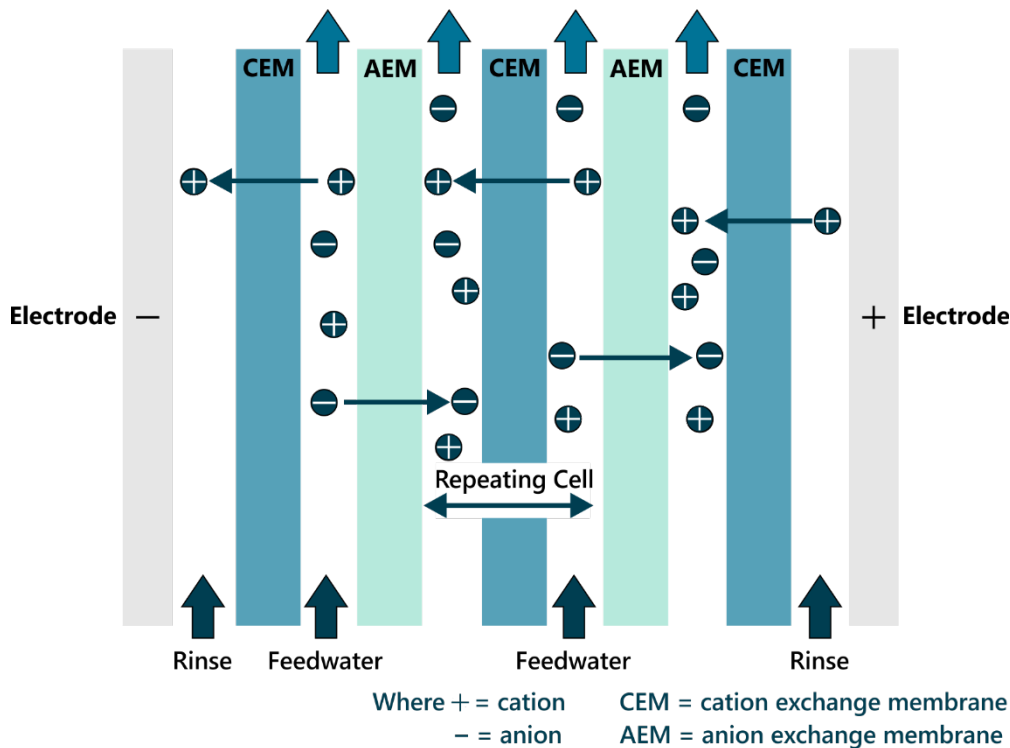 CEM AEM CEM AEM CEM
Electrode − + Electrode
Repeating Cell
Rinse Feedwater Feedwater Rinse
Where + = cation CEM = cation exchange membrane
− = anion AEM = anion exchange membrane